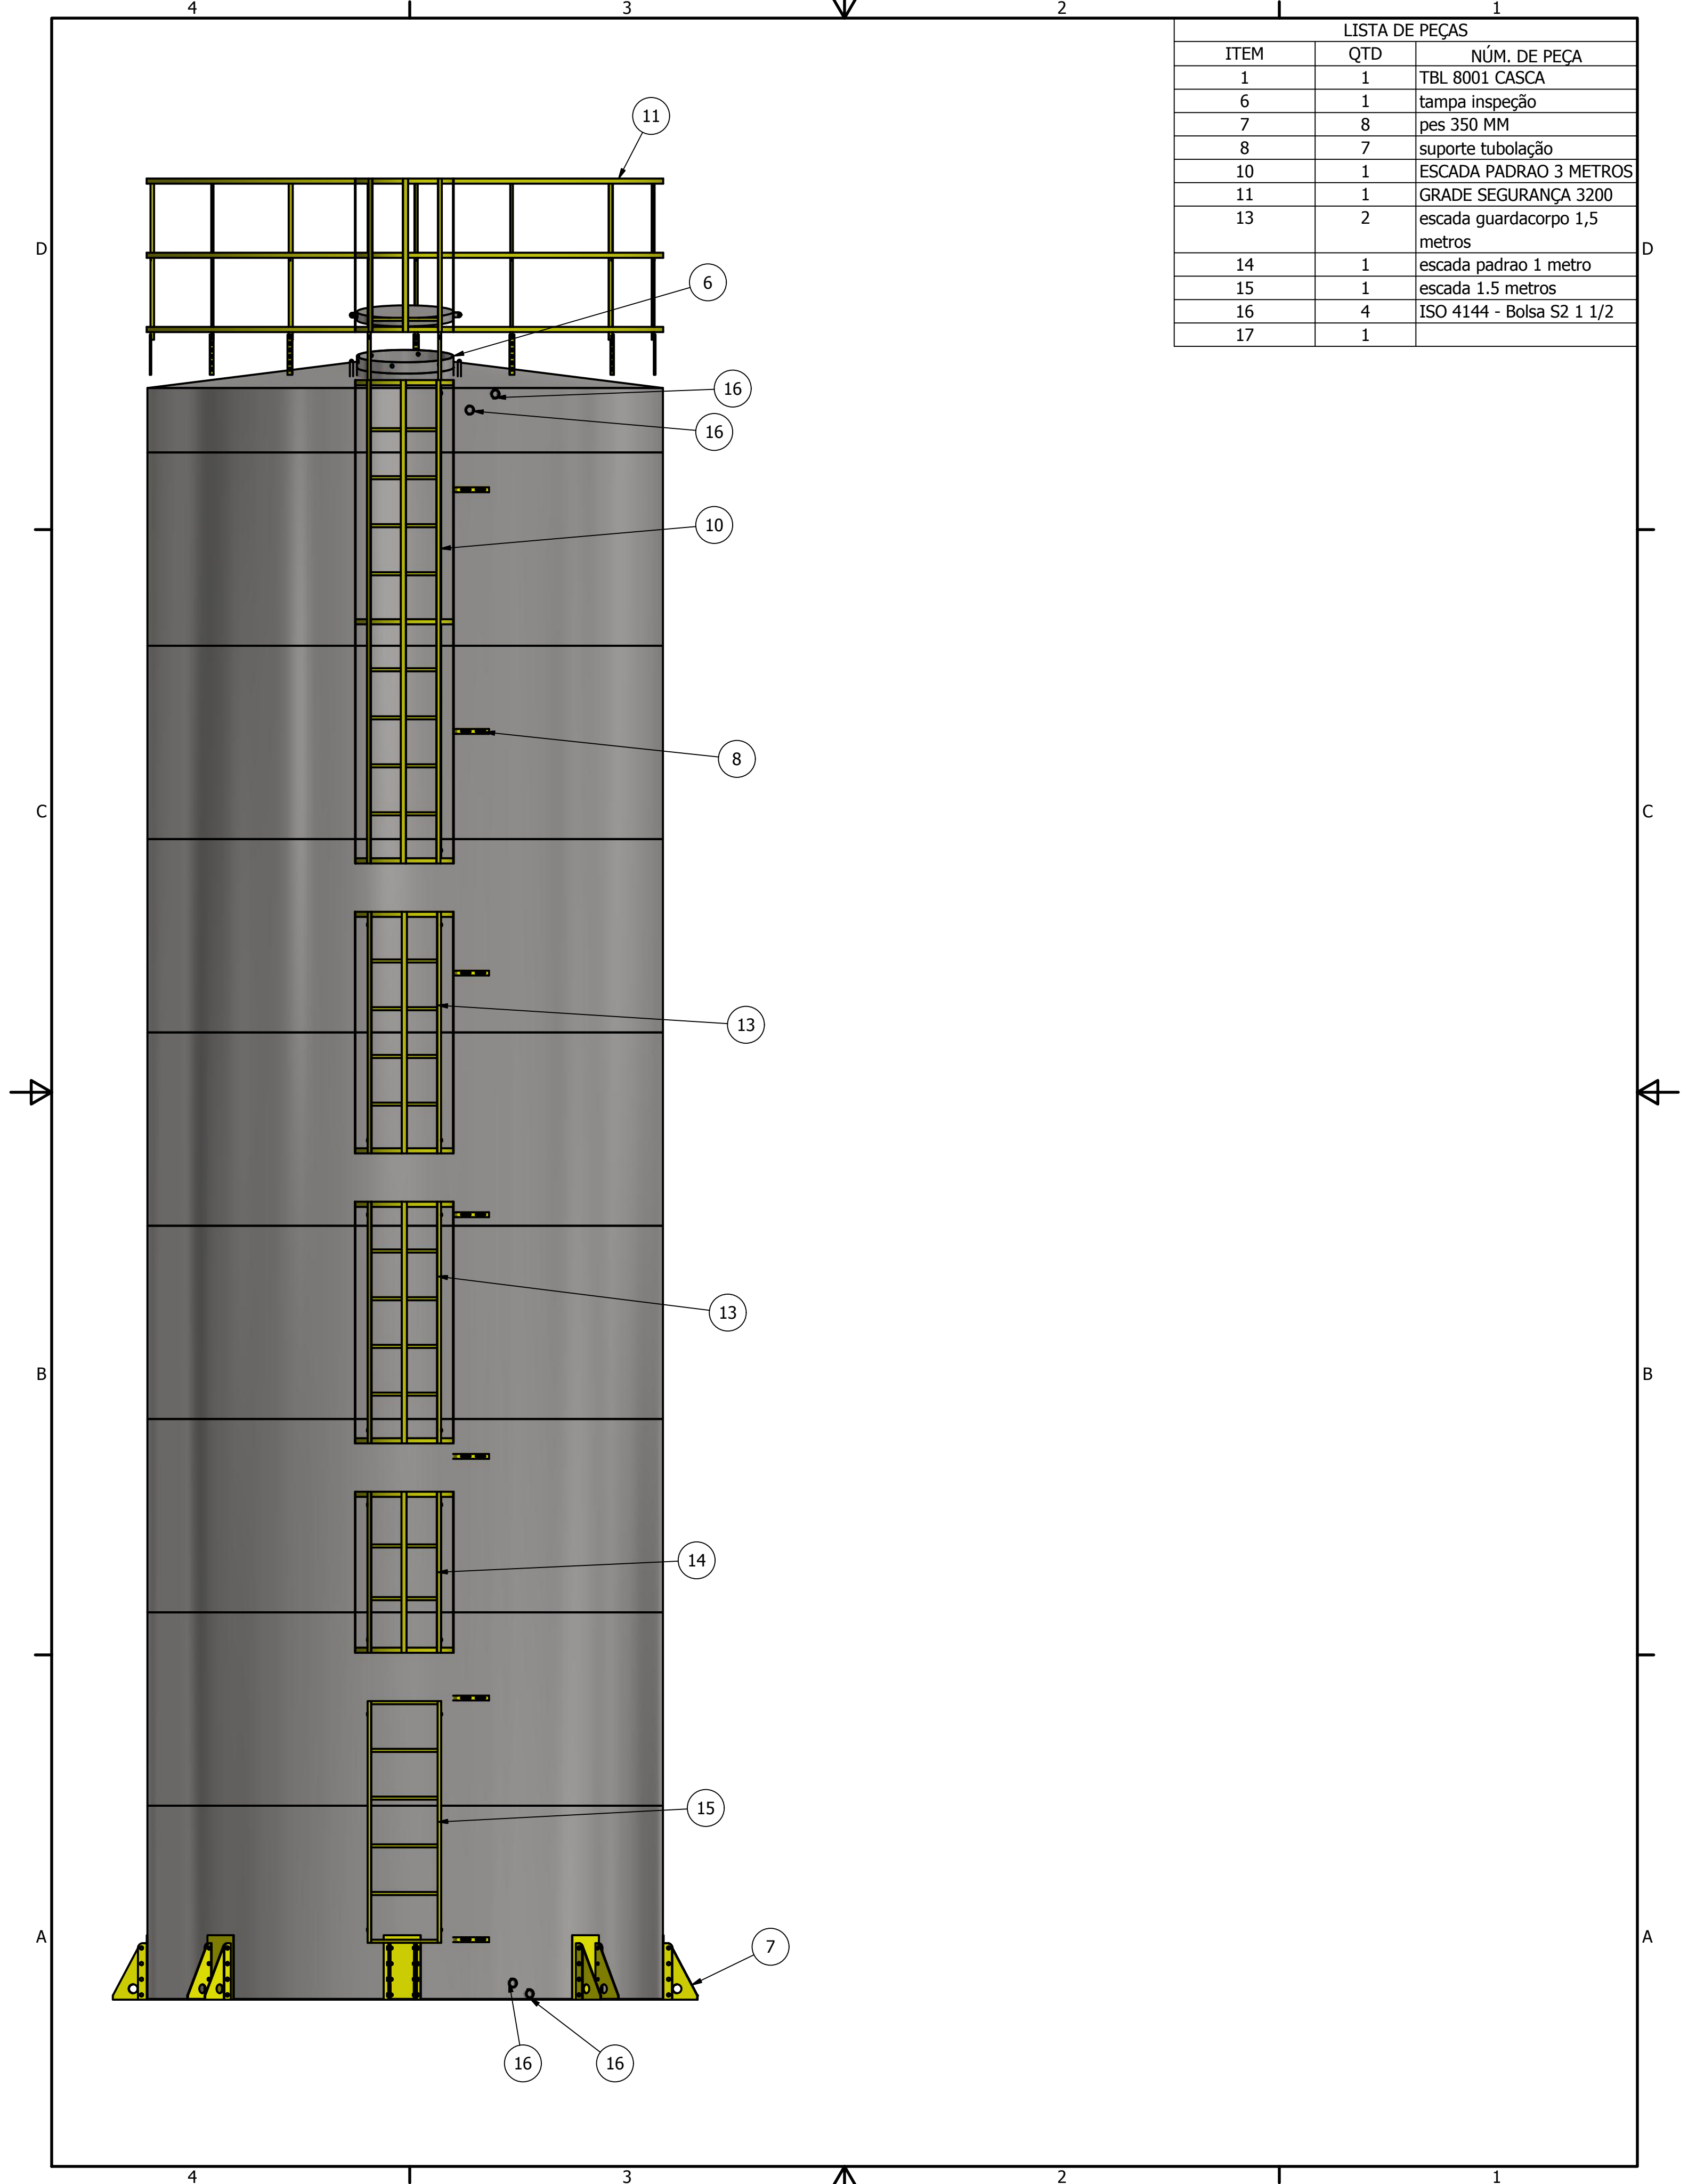 4 3 2 1
LISTA DE PEÇAS
ITEM QTD NÚM. DE PEÇA
1 1 TBL 8001 CASCA
6 1 tampa inspeção
7 8 pes 350 MM
8 7 suporte tubolação
10 1 ESCADA PADRAO 3 METROS
11 1 GRADE SEGURANÇA 3200
13 2 escada guardacorpo 1,5
metros
14 1 escada padrao 1 metro
15 1 escada 1.5 metros
16 4 ISO 4144 - Bolsa S2 1 1/2
17 1
11
D D
6
16
16
10
8
C C
13
13
B B
14
15
A A
7
16 16
4 3 2 1